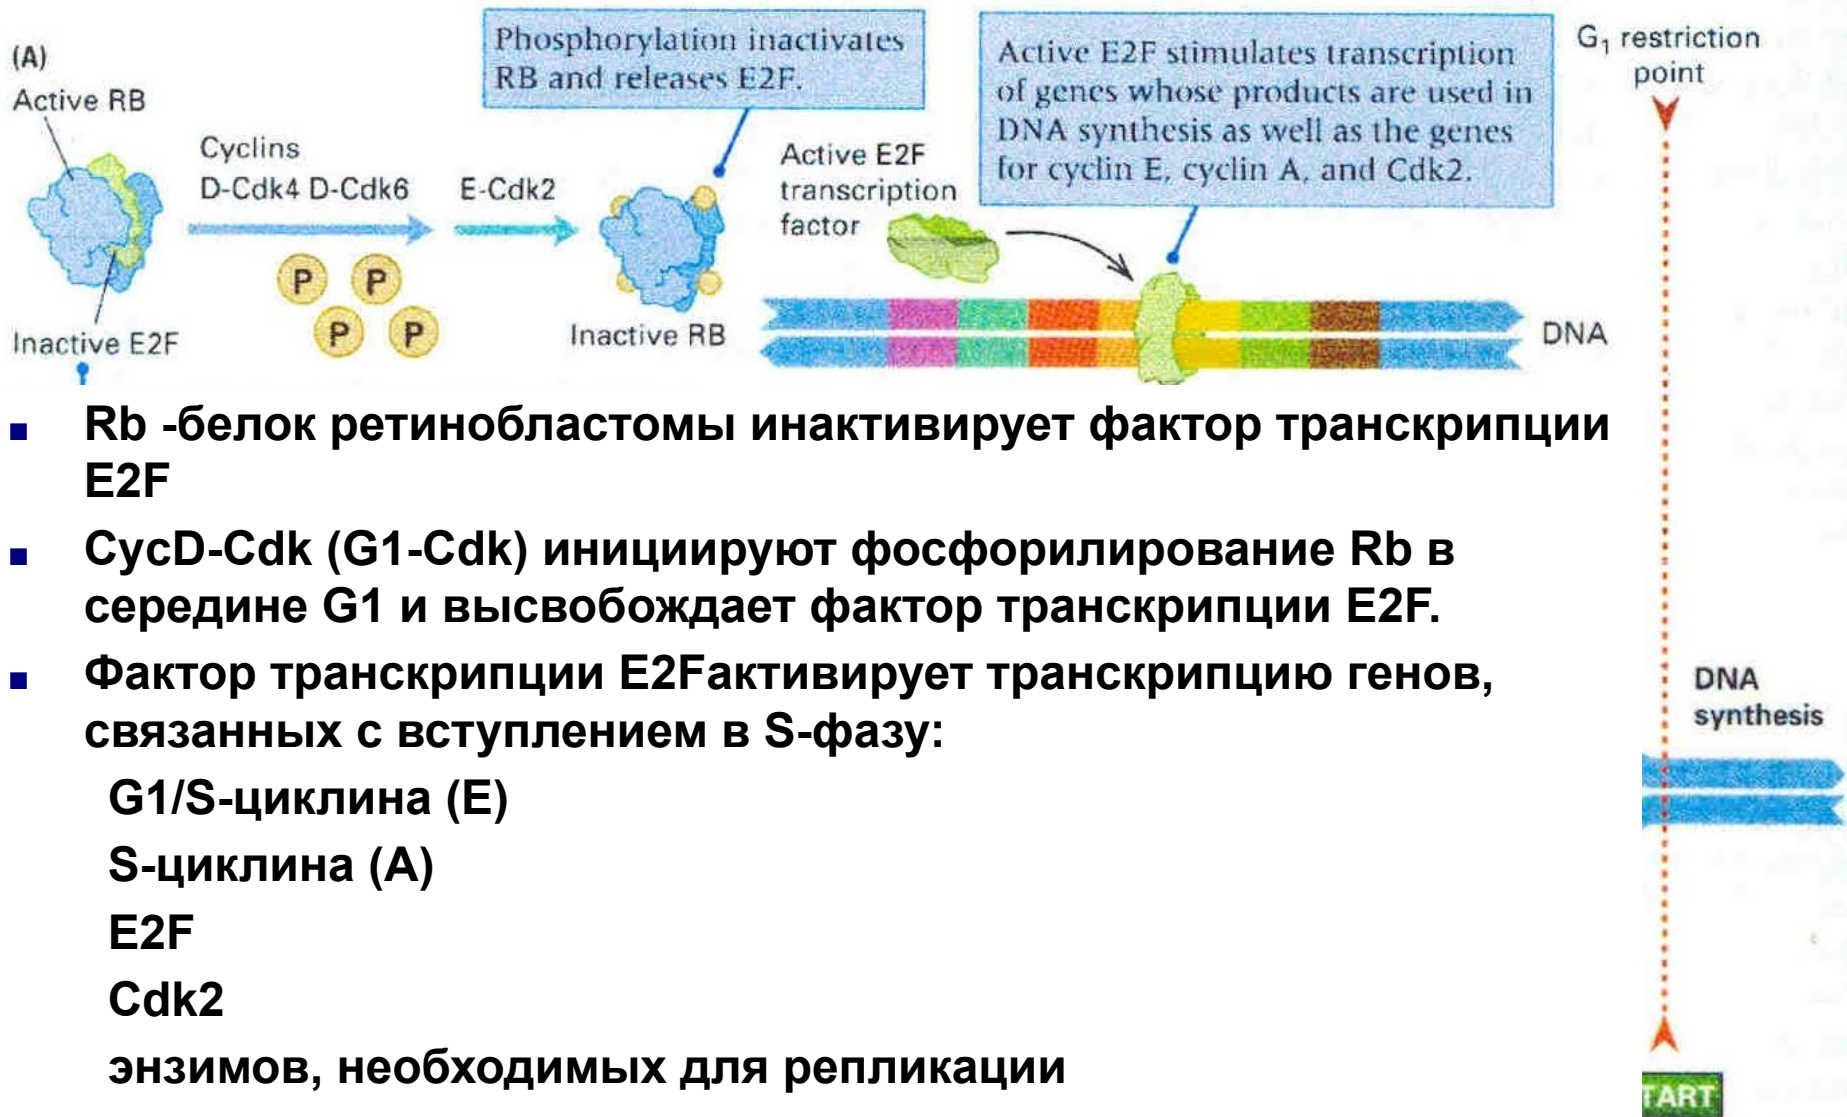 (A)
Active RB
Inactive E2F
Cyclins
D-Cdk4 D-Cdk6
E-Cdk2
P P
P P
Phosphorylation inactivates
RB and releases E2F.
Inactive RB
Active E2F
transcription
factor
Active E2F stimulates transcription
of genes whose products are used in
DNA synthesis as well as the genes
for cyclin E, cyclin A, and Cdk2.
DNA
G1 restriction
point
■ Rb -белок ретинобластомы инактивирует фактор транскрипции
E2F
■ CycD-Cdk (G1-Cdk) инициируют фосфорилирование Rb в
середине G1 и высвобождает фактор транскрипции E2F.
■ Фактор транскрипции E2Fактивирует транскрипцию генов,
связанных с вступлением в S-фазу:
G1/S-циклина (E)
S-циклина (A)
E2F
Cdk2
энзимов, необходимых для репликации
DNA
synthesis
TART